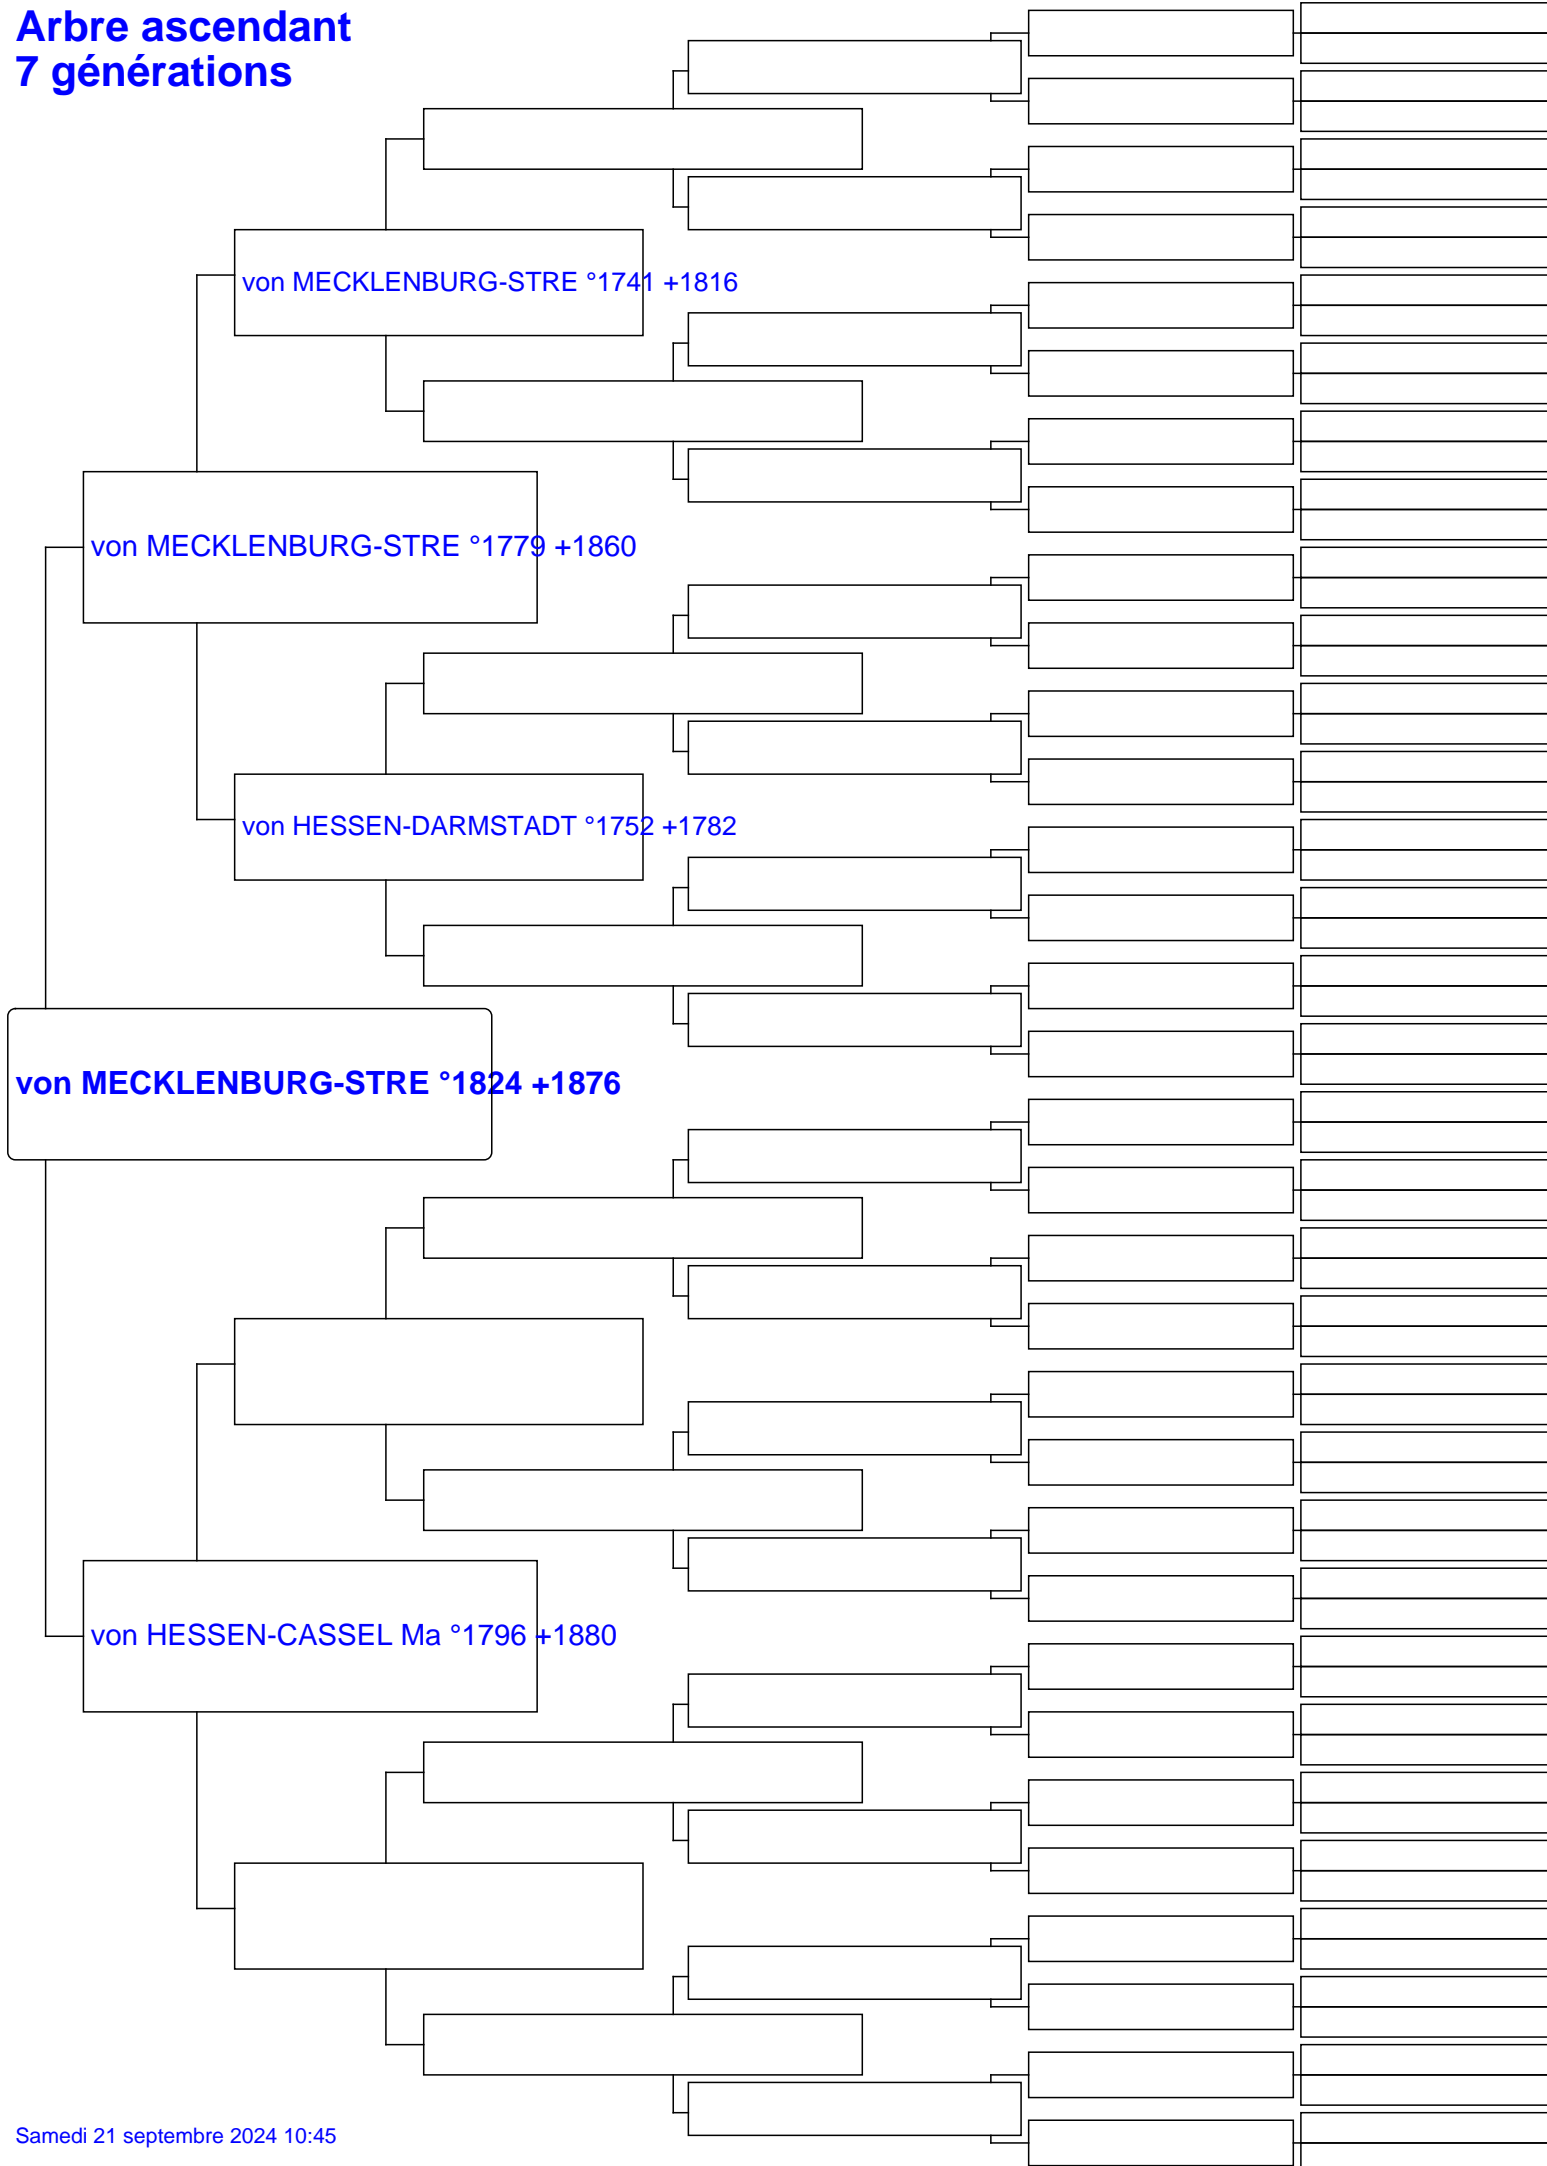 Arbre ascendant
7 générations
von MECKLENBURG-STRE °1741 +1816
von MECKLENBURG-STRE °1779 +1860
von HESSEN-DARMSTADT °1752 +1782
von MECKLENBURG-STRE °1824 +1876
von HESSEN-CASSEL Ma °1796 +1880
Samedi 21 septembre 2024 10:45